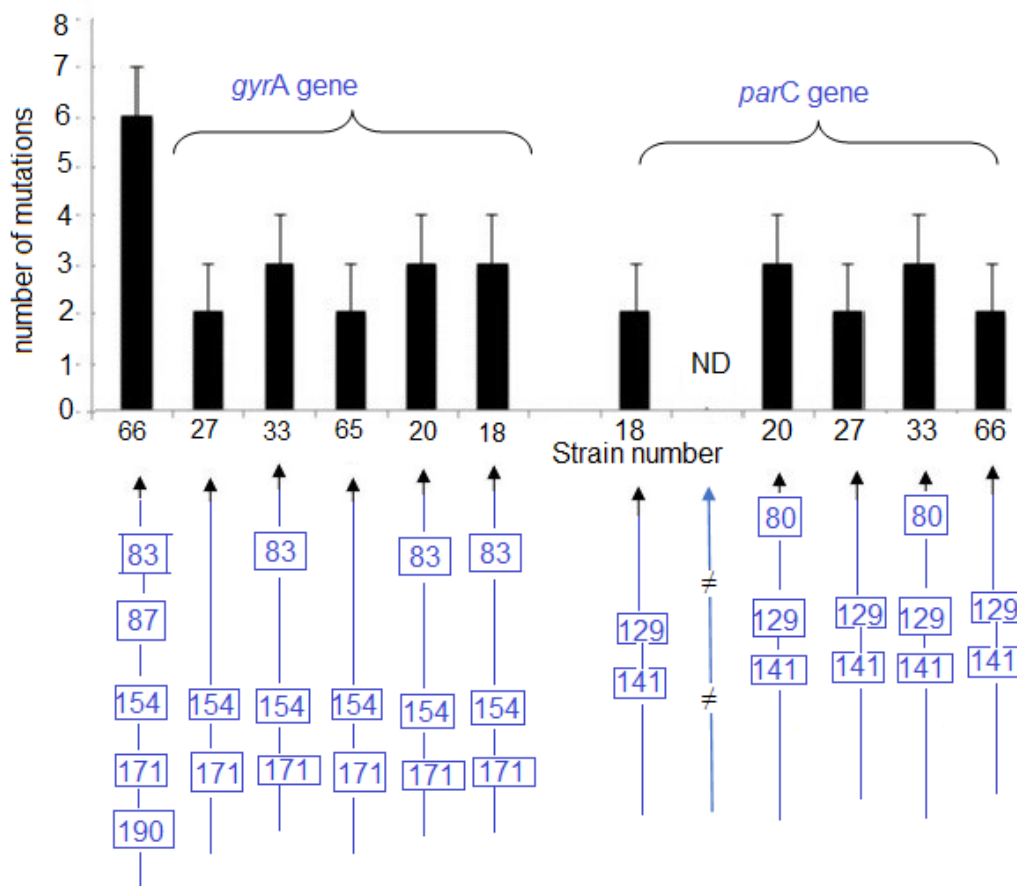 8
7
6
5
4
3
2
1
0
number of mutations
gyrA gene
parC gene
ND
66 27 33 65 20 18 18 20 27 33 66
Strain number
83 83 83 83 80 80
87
129 129 129 129 129
141 141 141 141 141
154 154 154 154 154 154
171 171 171 171 171 171
190
≠
≠